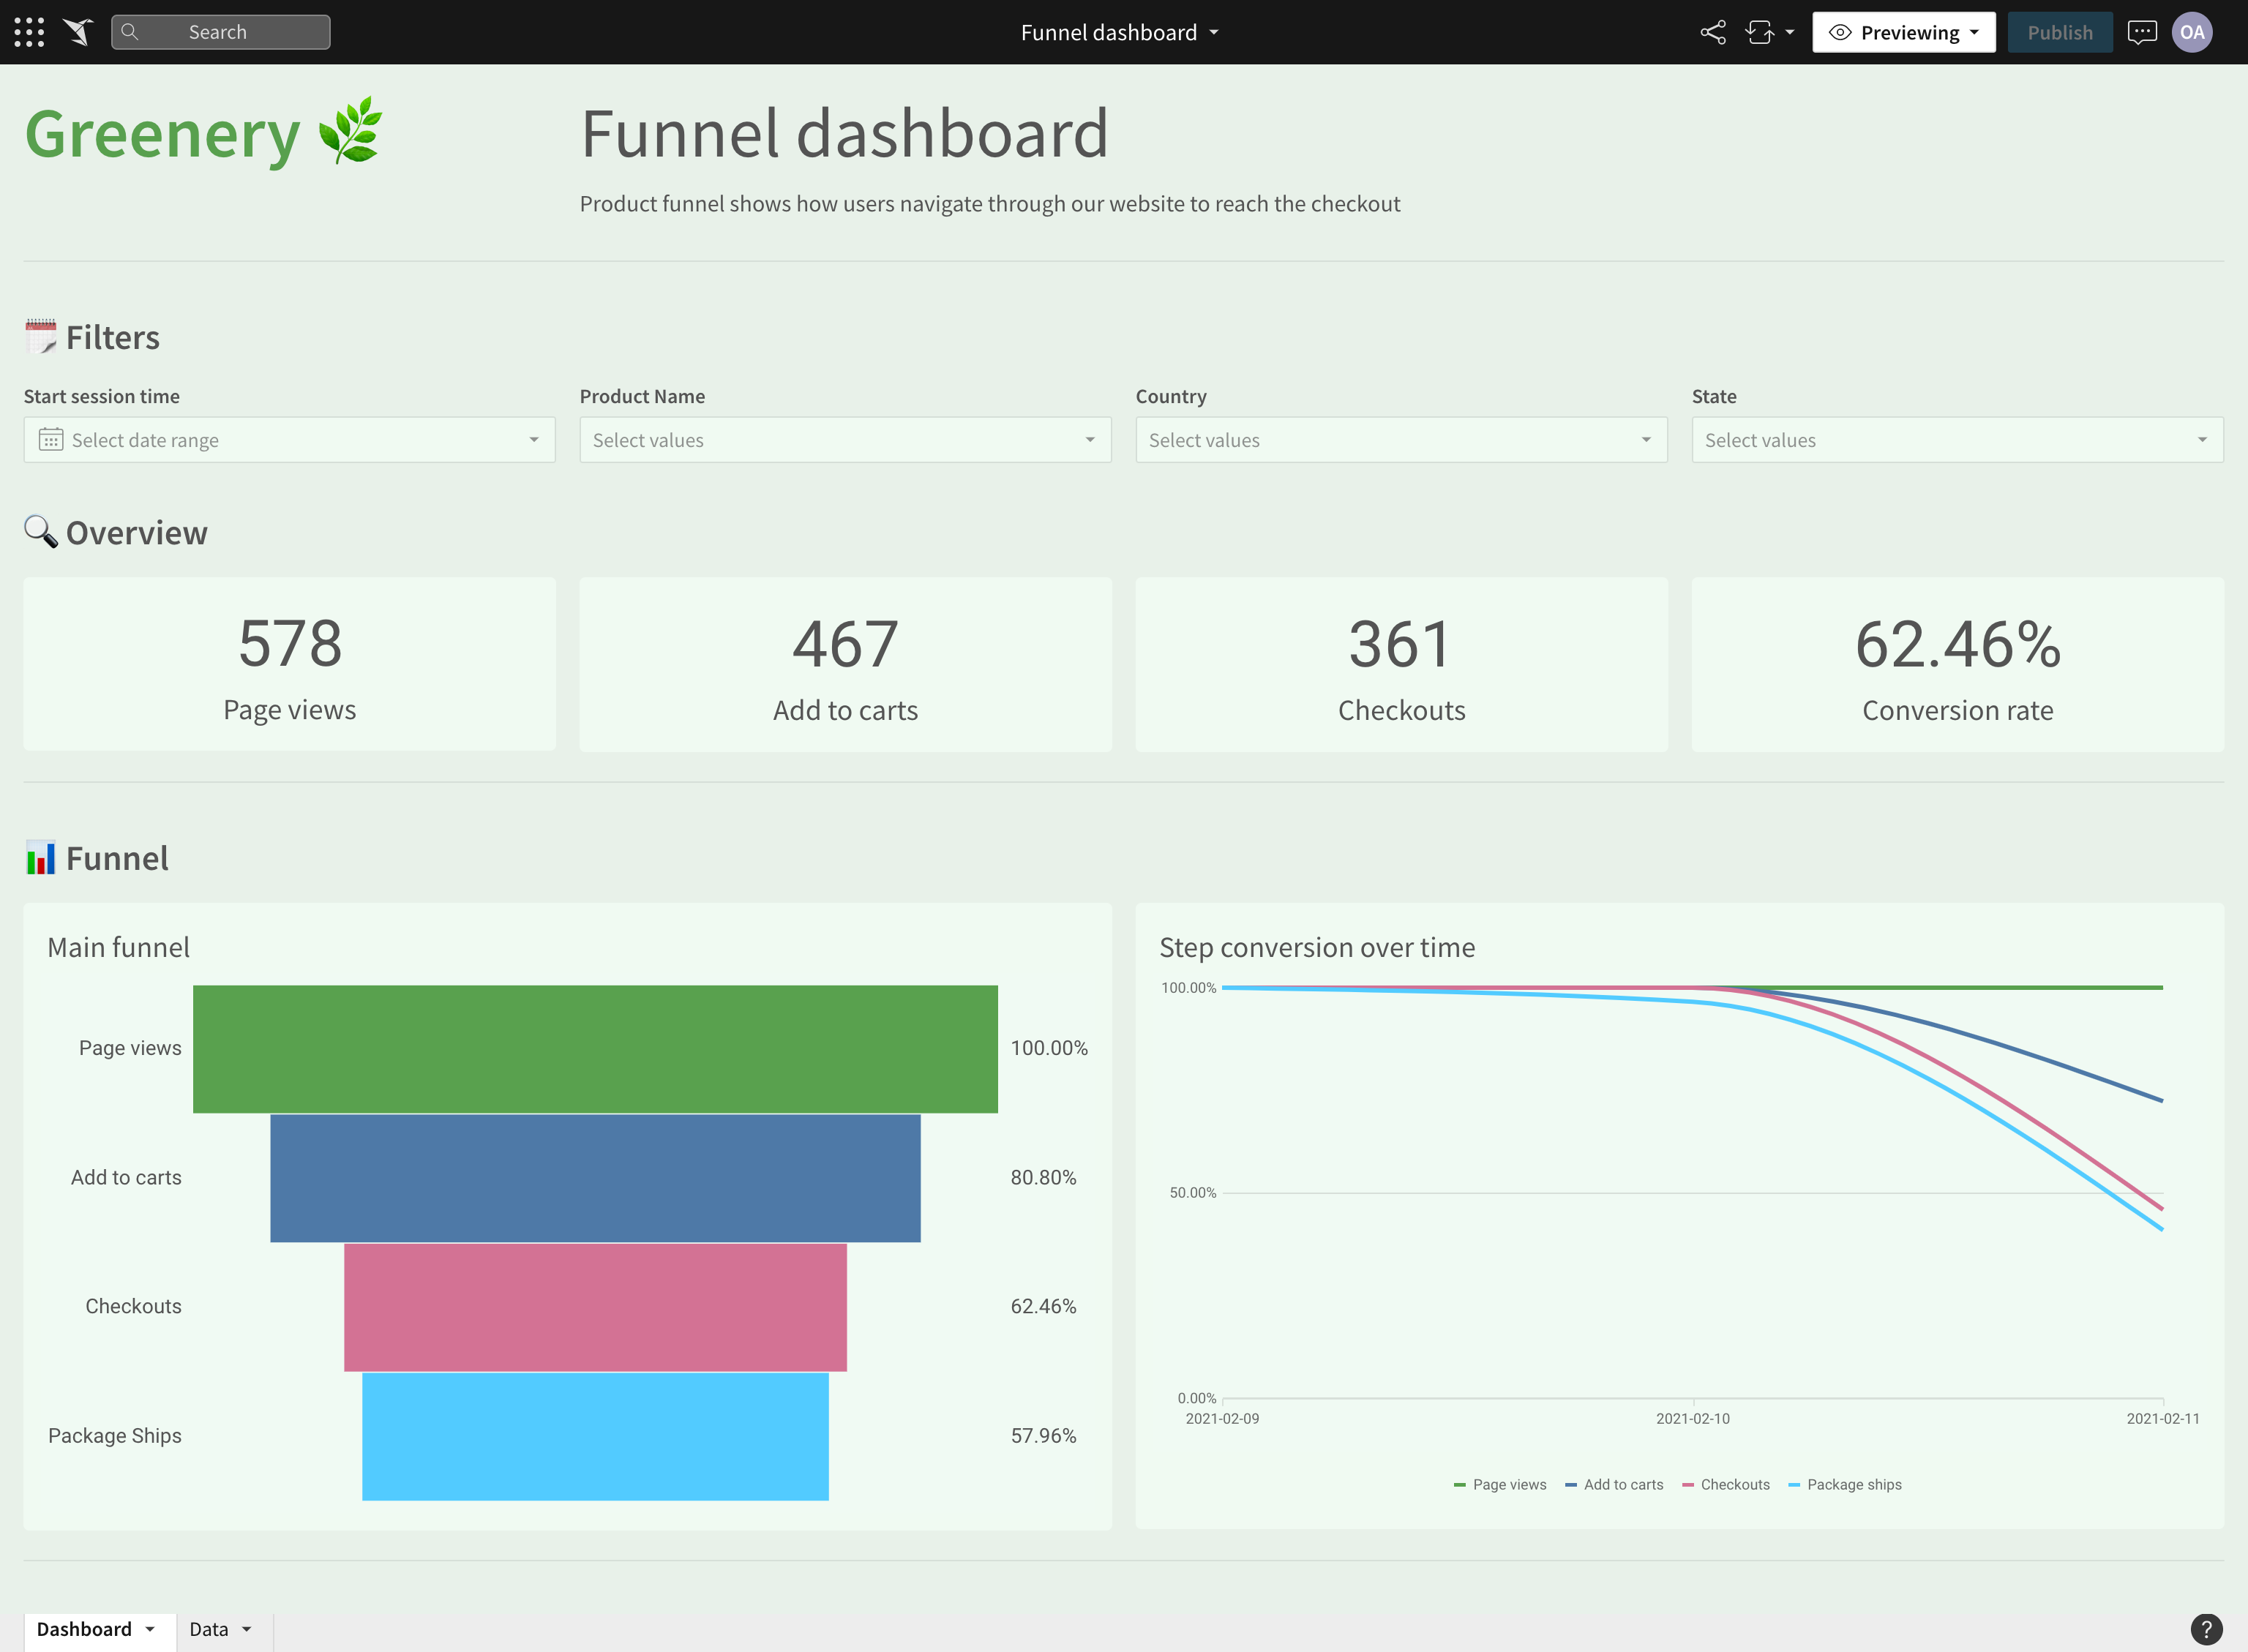 Search
Funnel dashboard
Previewing
Publish
OA
Greenery
Funnel dashboard
Product funnel shows how users navigate through our website to reach the checkout
Filters
Start session time
Product Name
Country
State
Select date range
Select values
Select values
Select values
Overview
578
467
361
62.46%
Page views
Add to carts
Checkouts
Conversion rate
Funnel
Main funnel
Page views
100.00%
Add to carts
80.80%
Checkouts
62.46%
Package Ships
57.96%
Step conversion over time
100.00%
50.00%
0.00%
2021-02-09
2021-02-10
2021-02-11
Page views
Add to carts
Checkouts
Package ships
Dashboard
Data
?